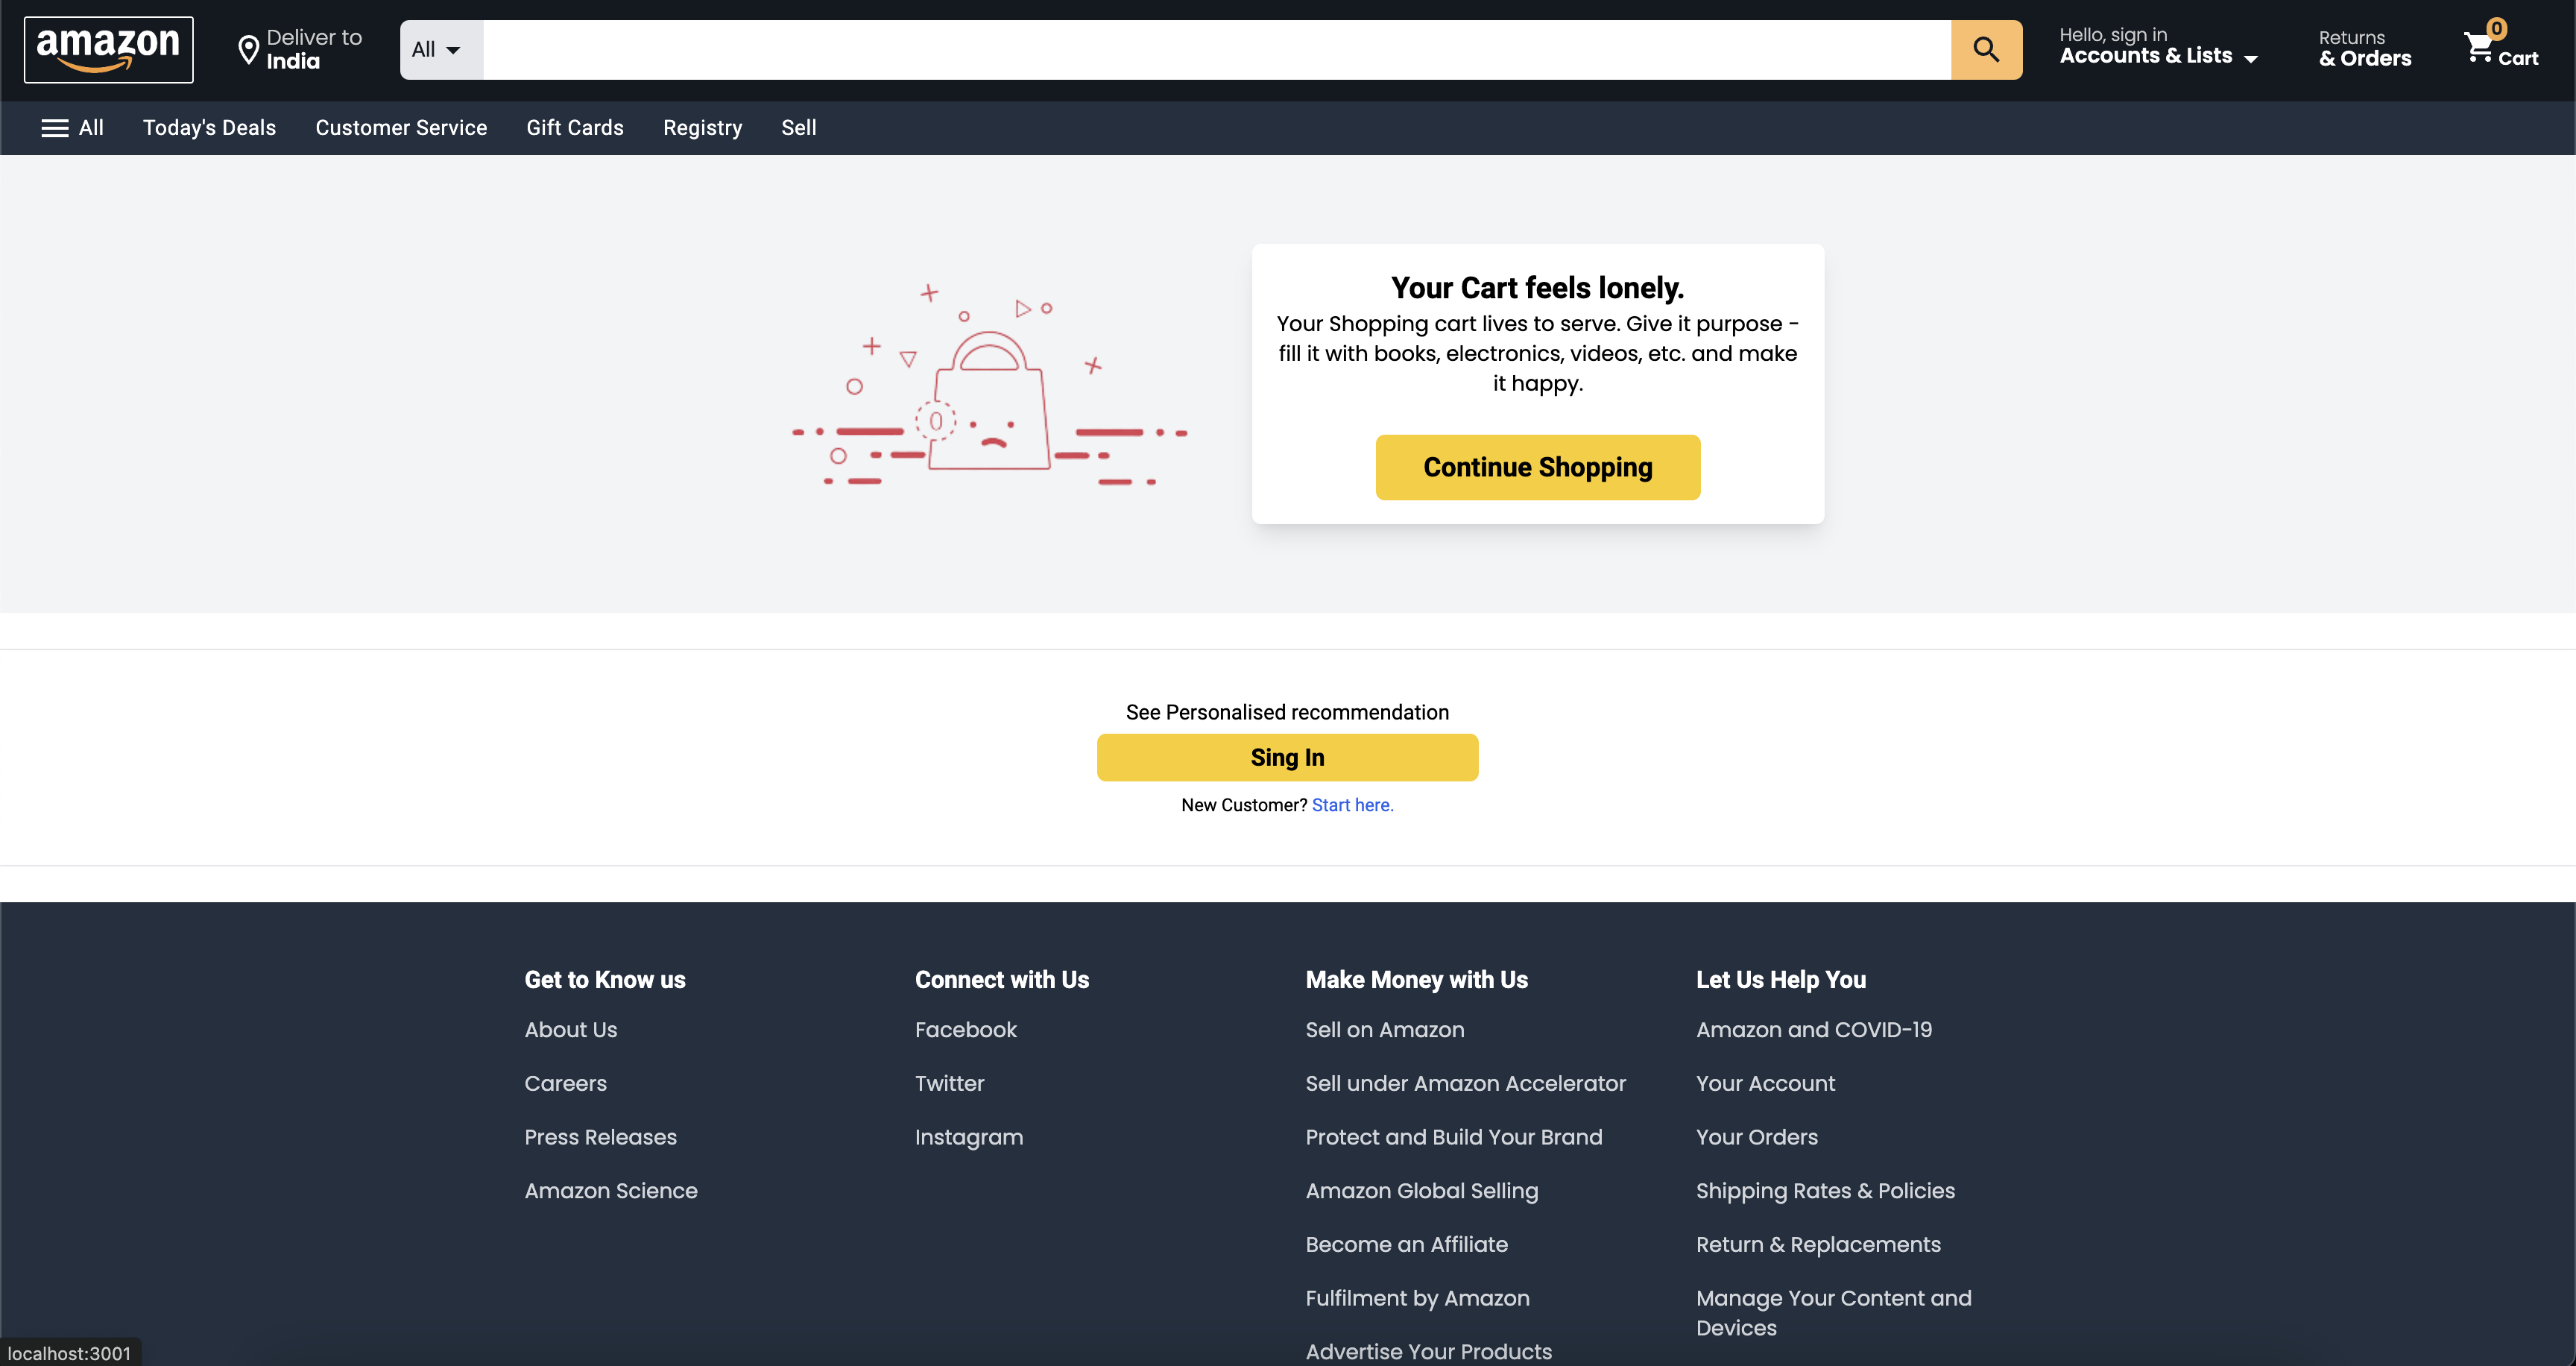 amazon
Deliver to
India
All
Hello, sign in
Accounts & Lists
Returns
& Orders
0
Cart
All
Today's Deals
Customer Service
Gift Cards
Registry
Sell
0
Your Cart feels lonely.
Your Shopping cart lives to serve. Give it purpose -
fill it with books, electronics, videos, etc. and make
it happy.
Continue Shopping
See Personalised recommendation
Sing In
New Customer? Start here.
Get to Know us
About Us
Careers
Press Releases
Amazon Science
Connect with Us
Facebook
Twitter
Instagram
Make Money with Us
Sell on Amazon
Sell under Amazon Accelerator
Protect and Build Your Brand
Amazon Global Selling
Become an Affiliate
Fulfilment by Amazon
Advertise Your Products
Let Us Help You
Amazon and COVID-19
Your Account
Your Orders
Shipping Rates & Policies
Return & Replacements
Manage Your Content and
Devices
localhost:3001